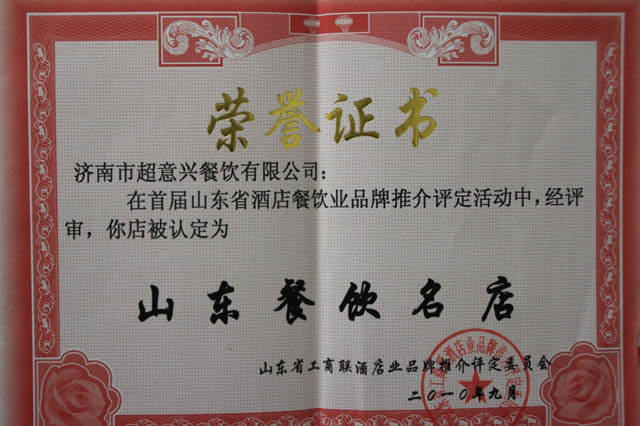 荣誉证书
济南市超意兴餐饮有限公司：
在首届山东省酒店餐饮业品牌推介评定活动中，经评
审，你店被认定为
山东餐饮名店
山东省工商联酒店业品牌推介评定委员会
二〇一〇年九月